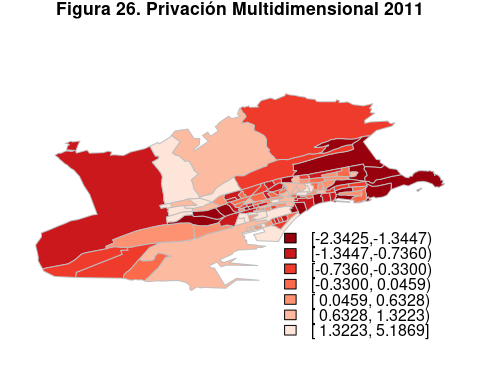 Figura 26. Privación Multidimensional 2011
[-2.3425,-1.3447)
[-1.3447,-0.7360)
[-0.7360,-0.3300)
[-0.3300, 0.0459)
[ 0.0459, 0.6328)
[ 0.6328, 1.3223)
[ 1.3223, 5.1869]